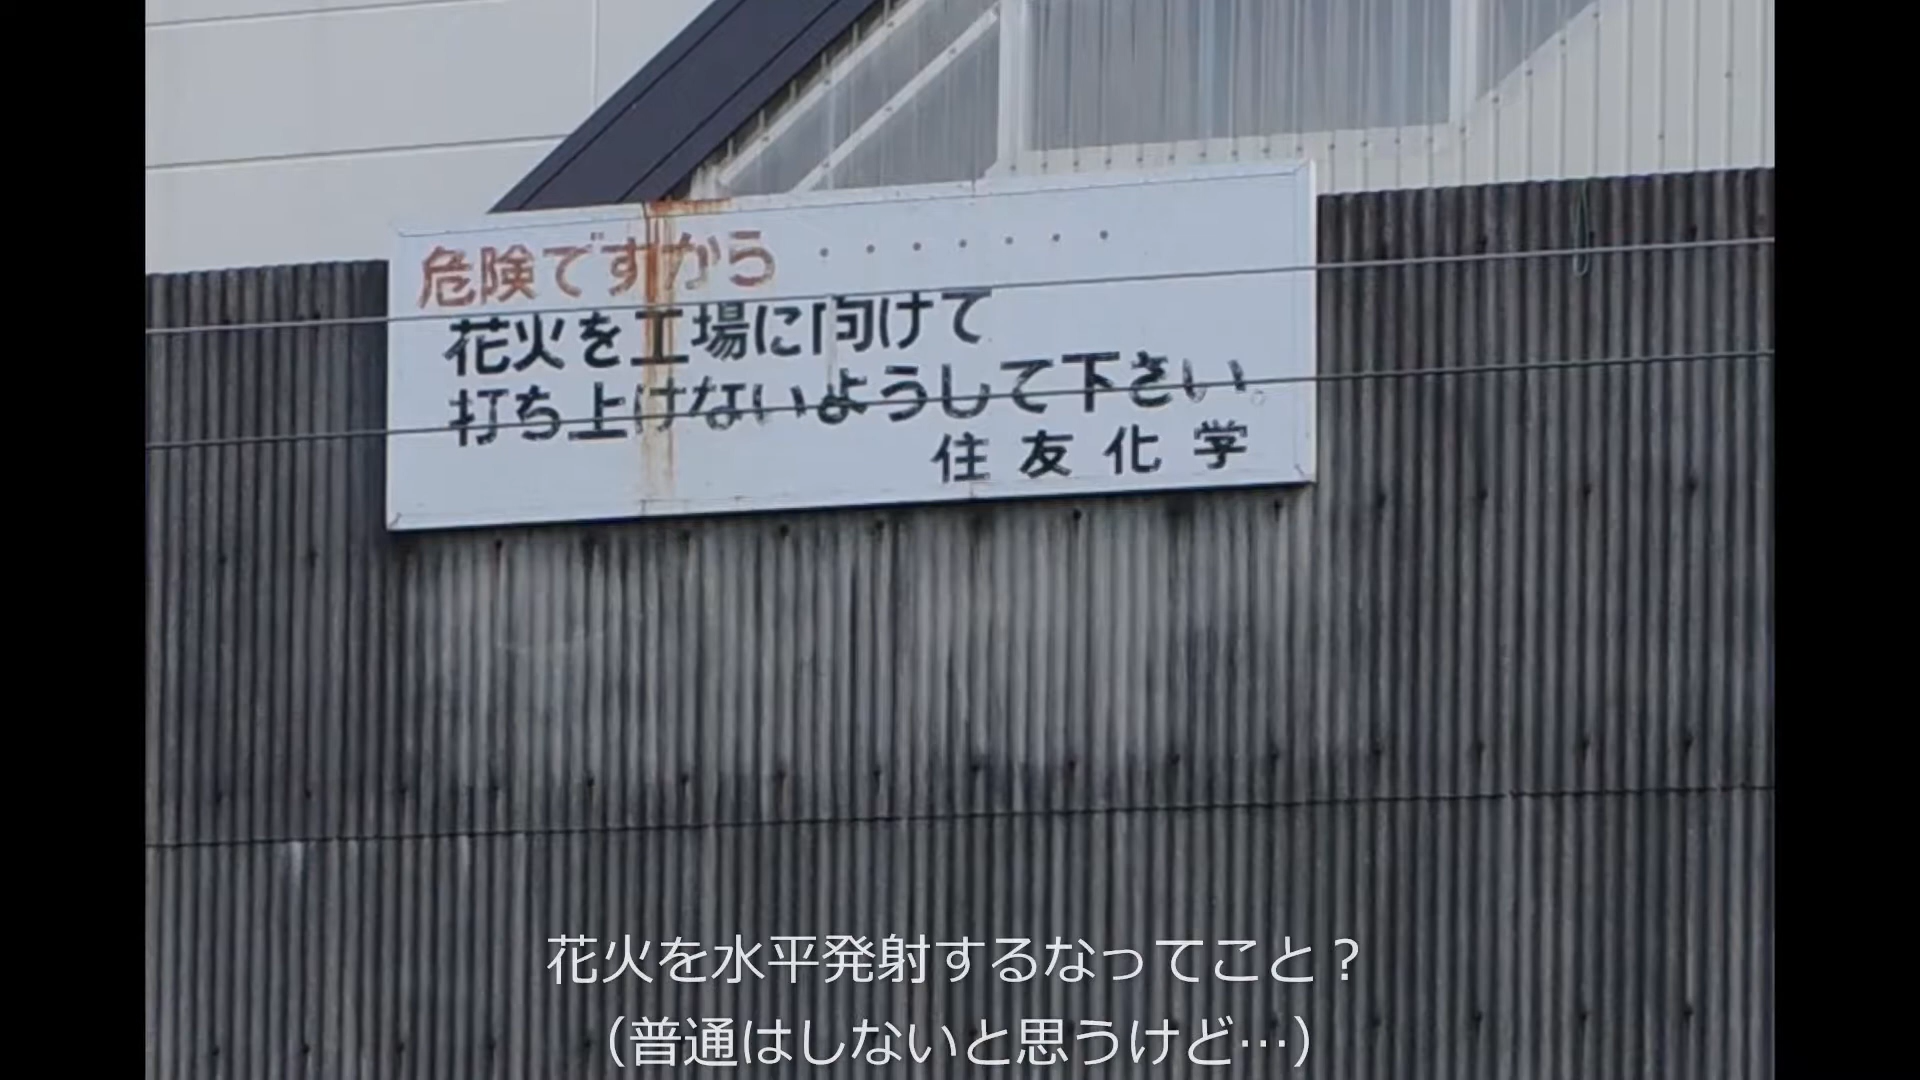 危険ですから・・・・・・・・
花火を工場に向けて
打ち上げないようして下さい。
住友化学
花火を水平発射するなってこと？
（普通はしないと思うけど…）